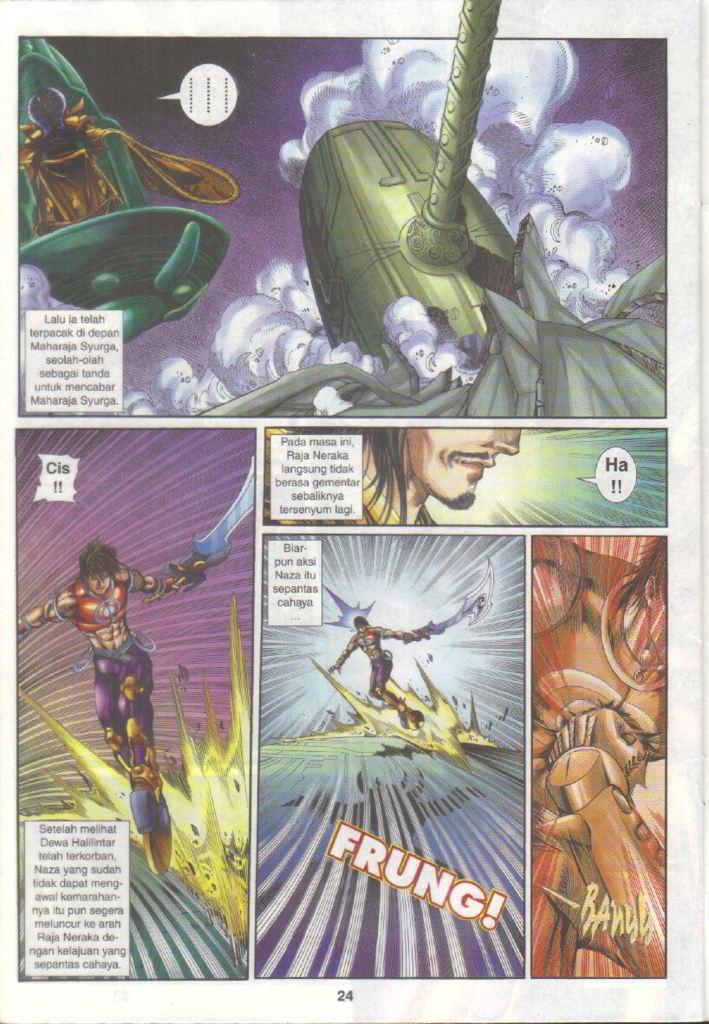 Lalu ia telah
terpacak di depan
Maharaja Syurga,
seolah-olah
sebagai tanda
untuk mencabar
Maharaja Syurga.
Cis
!!
Pada masa ini,
Raja Neraka
langsung tidak
berasa gementar
sebaliknya
tersenyum lagi.
Ha
!!
Setelah melihat
Dewa Halilintar
telah terkorban,
Naza yang sudah
tidak dapat meng-
awal kemarahan-
nya itu pun segera
meluncur ke arah
Raja Neraka de-
ngan kelajuan yang
sepantas cahaya.
Biar-
pun aksi
Naza itu
sepantas
cahaya
...
FRUNG!
24